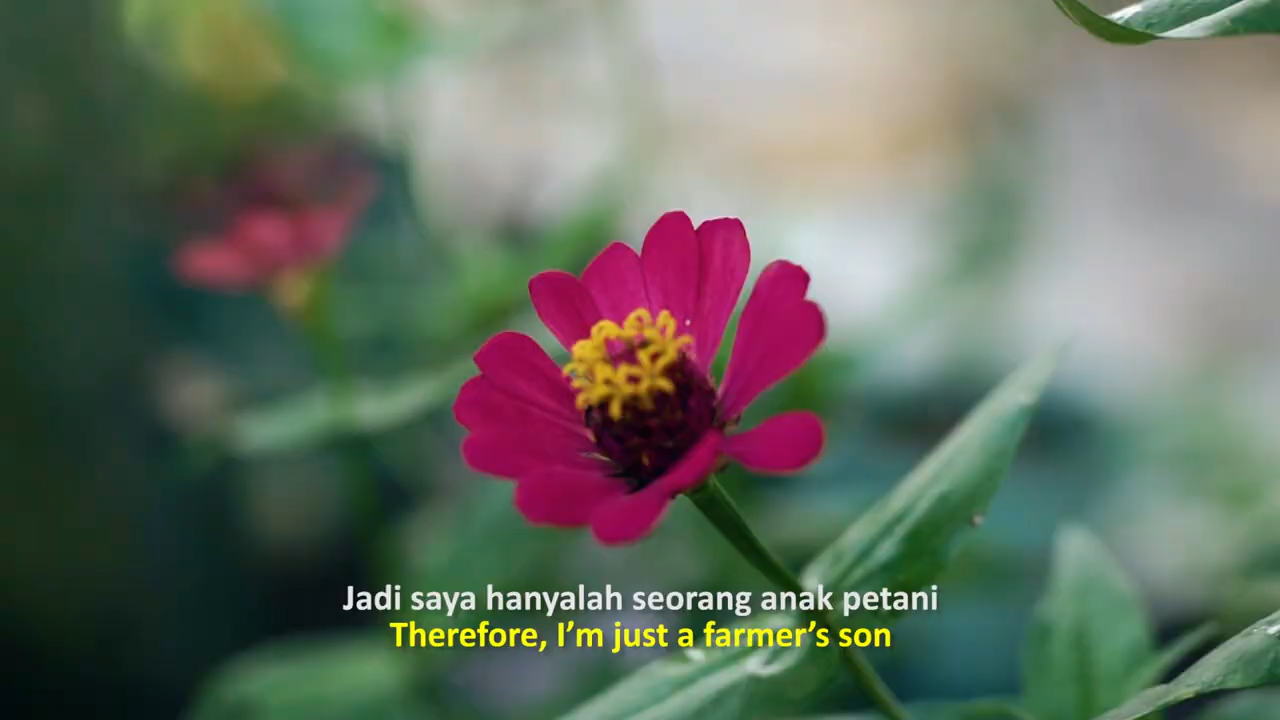 Jadi saya hanyalah seorang anak petani
Therefore, I’m just a farmer’s son